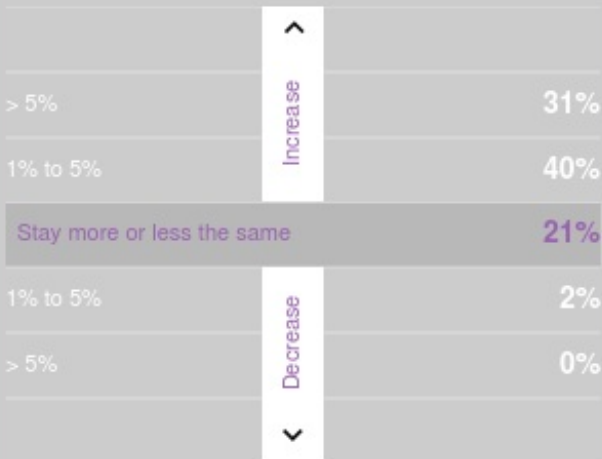 > 5% 31%
Increase
1% to 5% 40%
Stay more or less the same 21%
1% to 5% 2%
Decrease
> 5% 0%